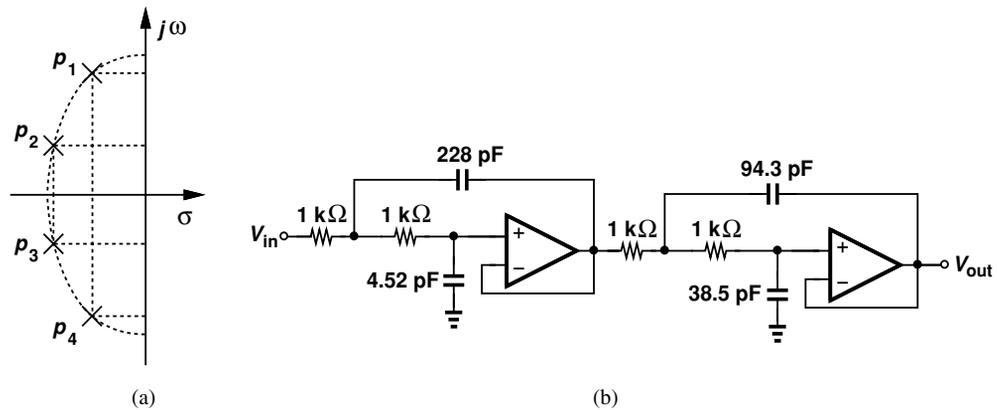 jω
p1
p2
σ
p3
p4
(a)
228 pF
94.3 pF
1 kΩ 1 kΩ
1 kΩ 1 kΩ
Vin
+
−
4.52 pF
+
−
Vout
38.5 pF
(b)